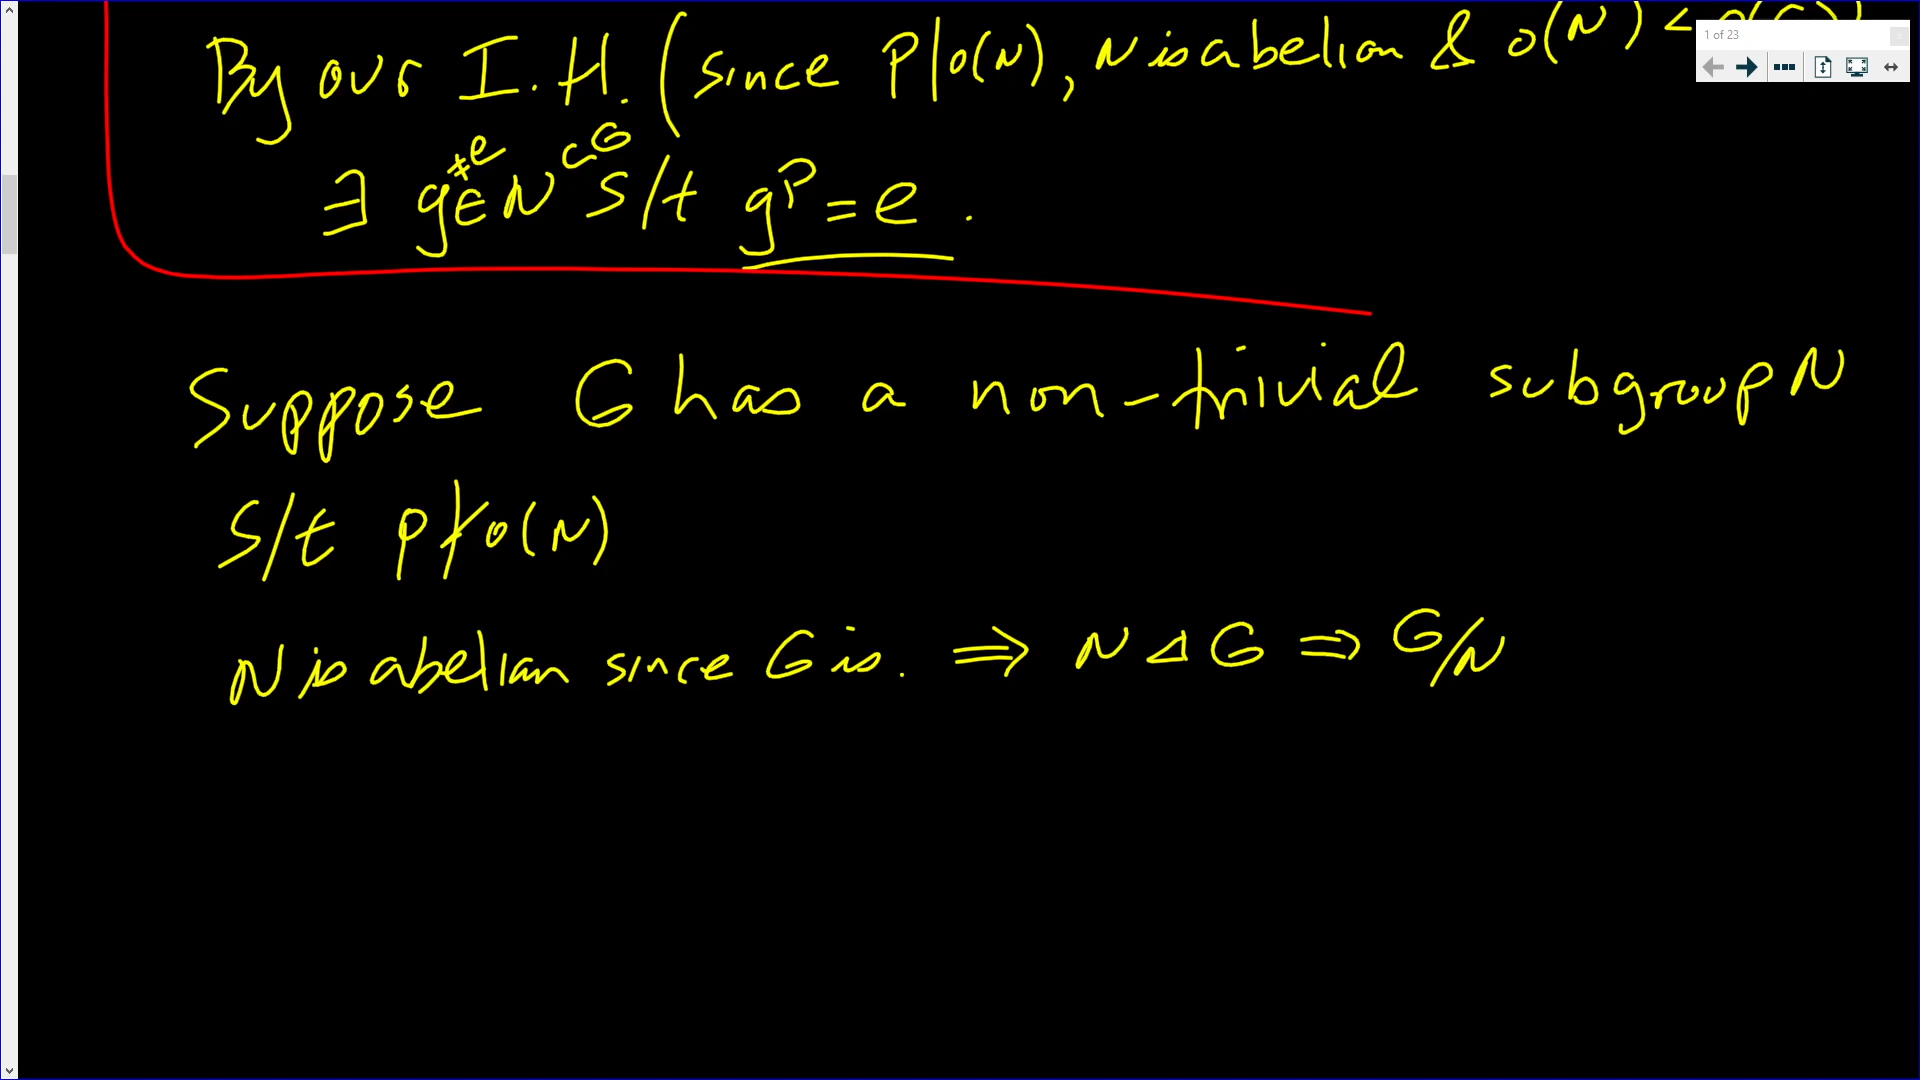 By our I.H. (since P|o(N), N is abelian & o(N) <
1 of 23
∃ g ≠e ∈ N ⊂G s/t g^P = e .
Suppose G has a non-trivial subgroup N
s/t p∤o(N)
N is abelian since G is. ⇒ N ⊲ G ⇒ G/N